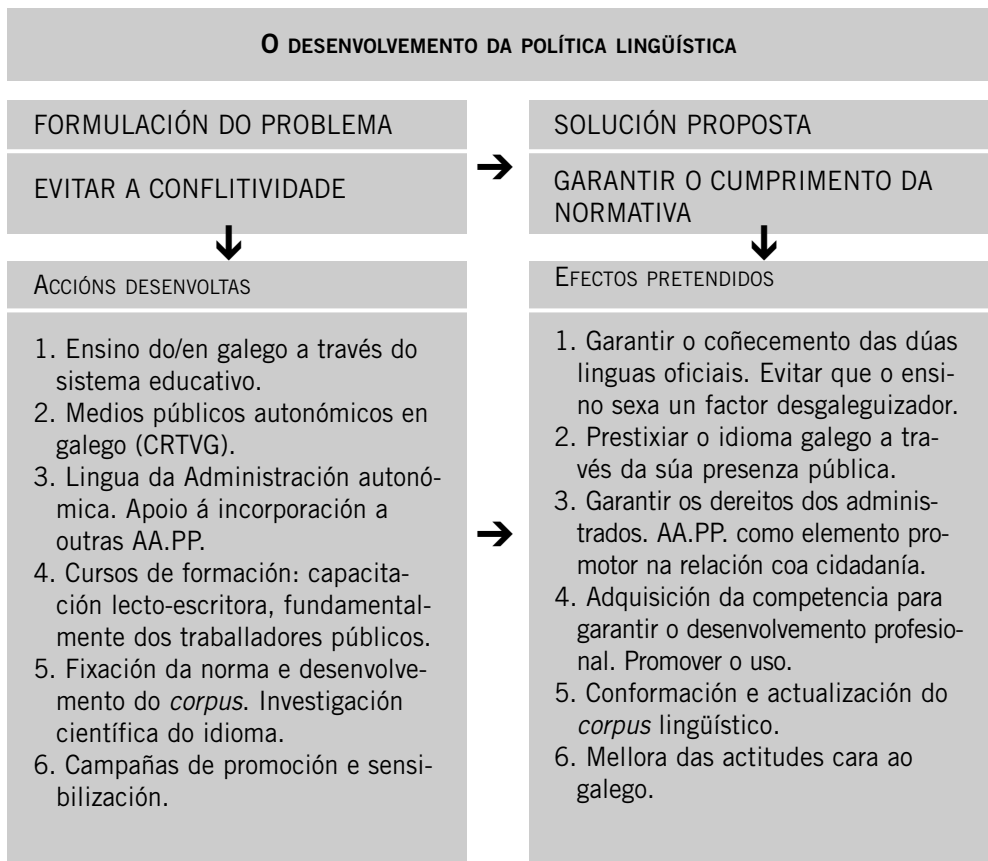 O DESENVOLVEMENTO DA POLÍTICA LINGÜÍSTICA
FORMULACIÓN DO PROBLEMA
EVITAR A CONFLITIVIDADE
➔
SOLUCIÓN PROPOSTA
GARANTIR O CUMPRIMENTO DA
NORMATIVA
ACCIÓNS DESENVOLTAS
1. Ensino do/en galego a través do
sistema educativo.
2. Medios públicos autonómicos en
galego (CRTVG).
3. Lingua da Administración autonó-
mica. Apoio á incorporación a
outras AA.PP.
4. Cursos de formación: capacita-
ción lecto-escritora, fundamental-
mente dos traballadores públicos.
5. Fixación da norma e desenvolve-
mento do corpus. Investigación
científica do idioma.
6. Campañas de promoción e sensi-
bilización.
➔
EFECTOS PRETENDIDOS
1. Garantir o coñecemento das dúas
linguas oficiais. Evitar que o ensi-
no sexa un factor desgaleguizador.
2. Prestixiar o idioma galego a tra-
vés da súa presenza pública.
3. Garantir os dereitos dos adminis-
trados. AA.PP. como elemento pro-
motor na relación coa cidadanía.
4. Adquisición da competencia para
garantir o desenvolvemento profesio-
nal. Promover o uso.
5. Conformación e actualización do
corpus lingüístico.
6. Mellora das actitudes cara ao
galego.